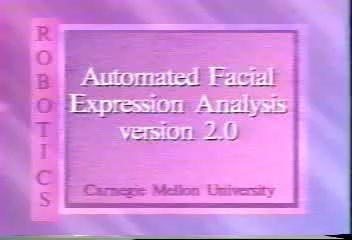 ROBOTICS
Automated Facial
Expression Analysis
version 2.0
Carnegie Mellon University